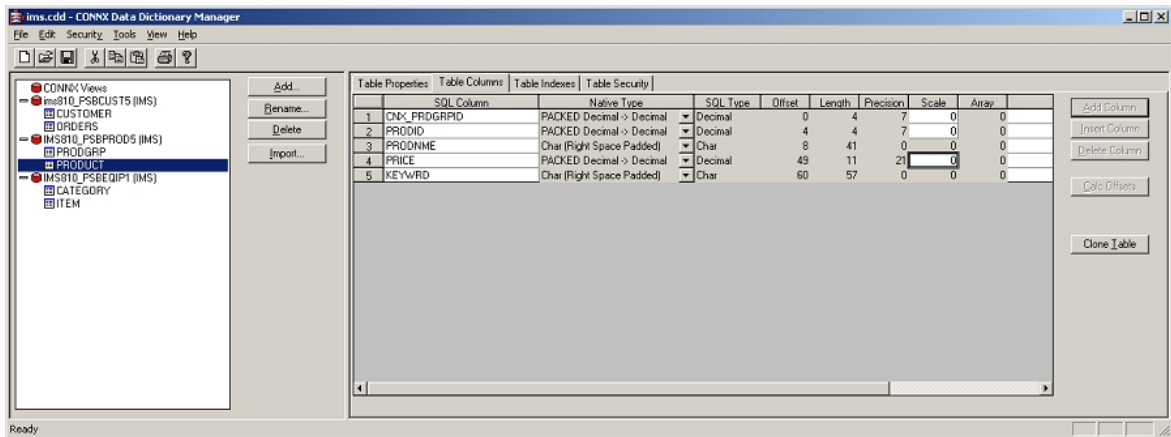 ims.cdd - CONNX Data Dictionary Manager
File Edit Security Tools View Help
CONNX Views
ims810_PSBCUST5 (IMS)
CUSTOMER
ORDERS
IMS810_PSBPROD5 (IMS)
PRODGRP
PRODUCT
IMS810_PSBEQIP1 (IMS)
CATEGORY
ITEM
Add...
Rename...
Delete
Import...
Table Properties Table Columns Table Indexes Table Security
SQL Column Native Type SQL Type Offset Length Precision Scale Array
1 CNX_PRDGRPID PACKED Decimal -> Decimal Decimal 0 4 7 0 0
2 PRODID PACKED Decimal -> Decimal Decimal 4 4 7 0 0
3 PRODNME Char (Right Space Padded) Char 8 41 0 0 0
4 PRICE PACKED Decimal -> Decimal Decimal 49 11 21 0 0
5 KEYWRD Char (Right Space Padded) Char 60 57 0 0 0
Add Column
Insert Column
Delete Column
Calc Offsets
Clone Table
Ready